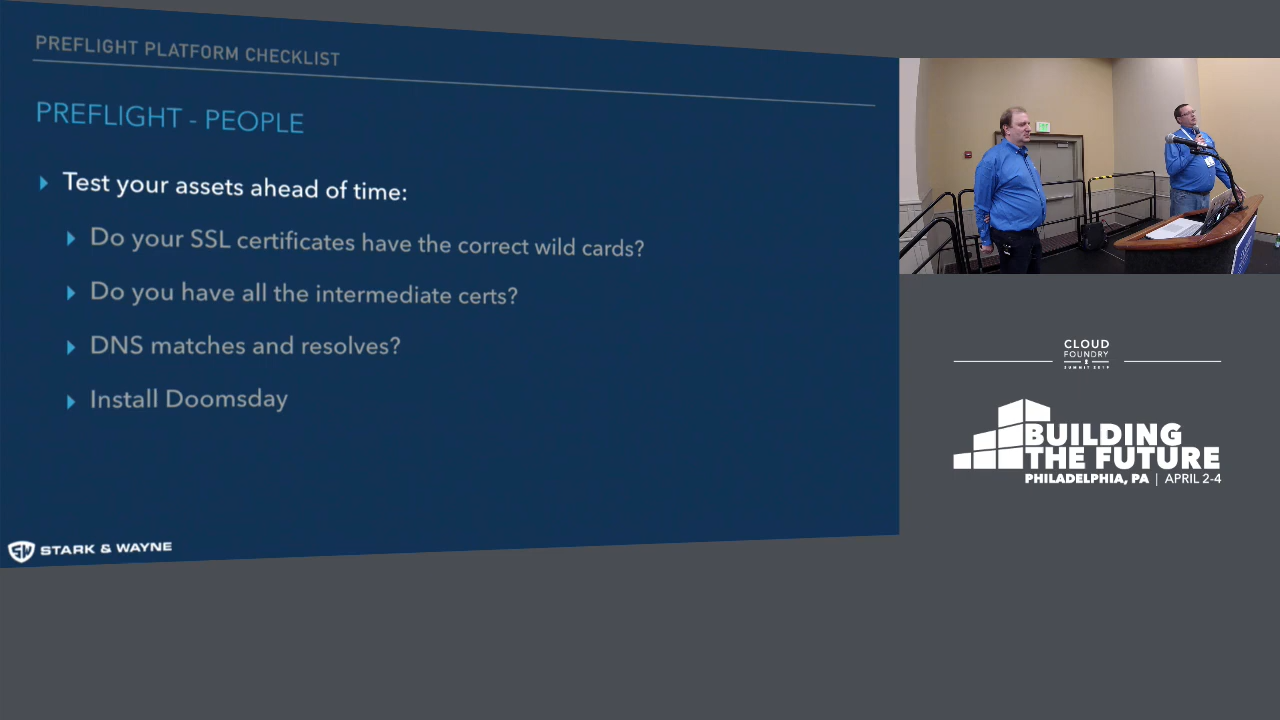 PREFLIGHT PLATFORM CHECKLIST
PREFLIGHT - PEOPLE
Test your assets ahead of time:
Do your SSL certificates have the correct wild cards?
Do you have all the intermediate certs?
DNS matches and resolves?
Install Doomsday
STARK & WAYNE
CLOUD
FOUNDRY
SUMMIT 2019
BUILDING
THE FUTURE
PHILADELPHIA, PA | APRIL 2-4